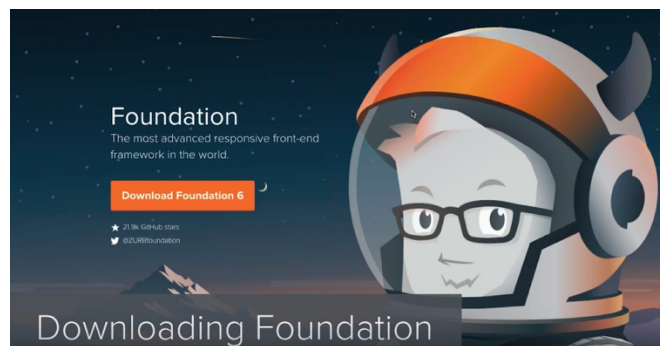 Foundation
The most advanced responsive front-end
framework in the world.
Download Foundation 6
21.9k GitHub stars
@ZURBfoundation
Downloading Foundation